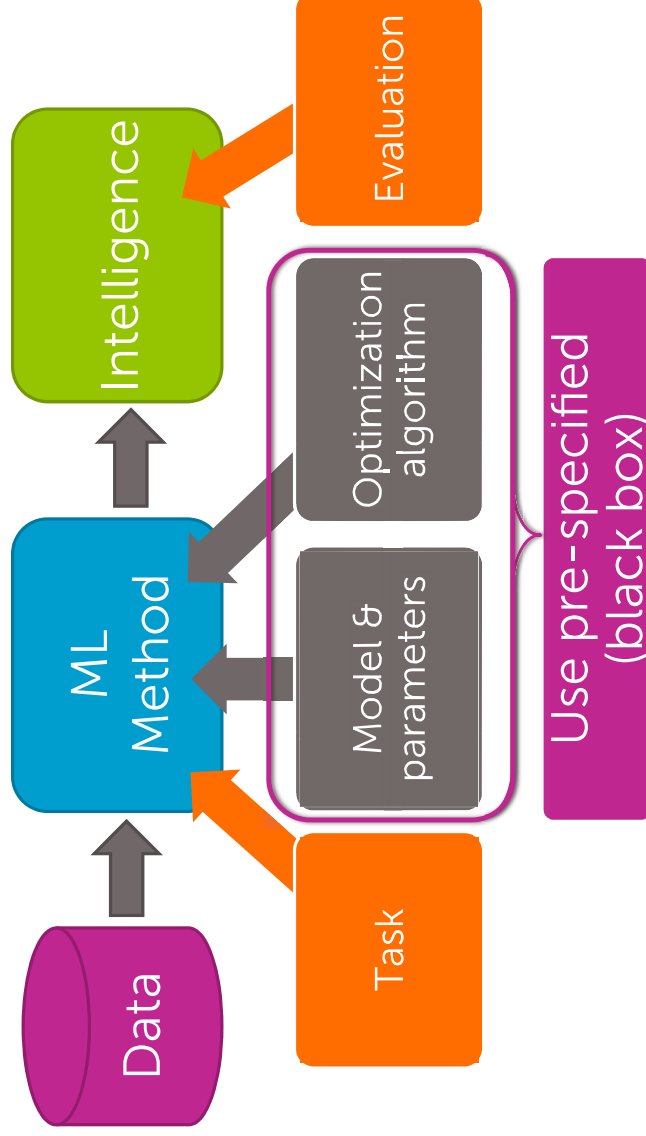 Data
ML
Method
Intelligence
Task
Model &
parameters
Optimization
algorithm
Evaluation
Use pre-specified
(black box)